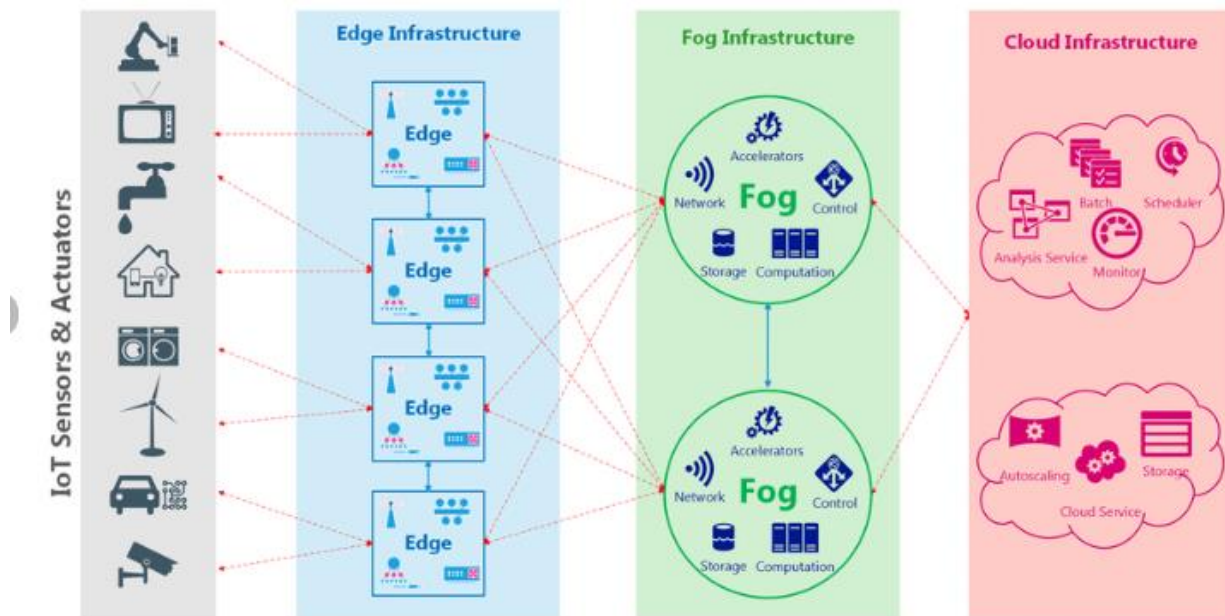 IoT Sensors & Actuators
Edge Infrastructure
Edge
Edge
Edge
Edge
Fog Infrastructure
Accelerators
Network
Fog
Control
Storage
Computation
Accelerators
Network
Fog
Control
Storage
Computation
Cloud Infrastructure
Batch
Scheduler
Analysis Service
Monitor
Autoscaling
Storage
Cloud Service